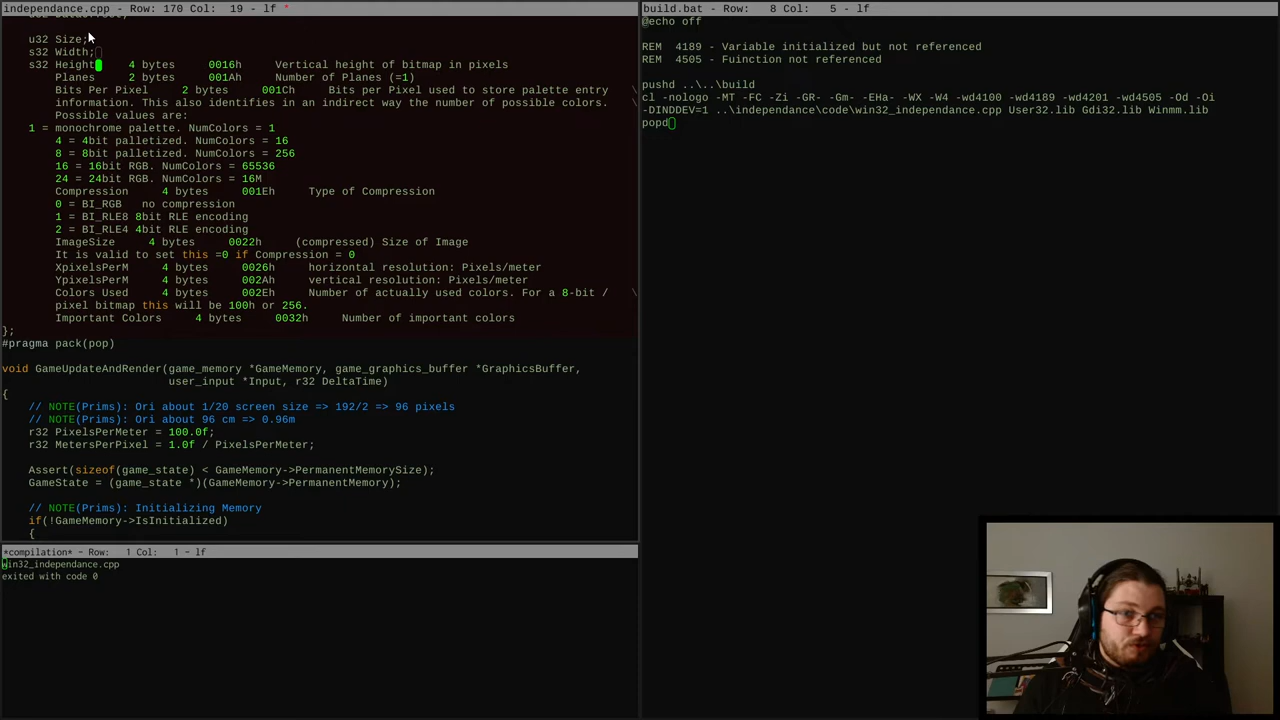 independance.cpp - Row: 170 Col:  19 - lf *
u32 Size;
s32 Width;
s32 Height    4 bytes     0016h     Vertical height of bitmap in pixels
Planes     2 bytes     001Ah     Number of Planes (=1)
Bits Per Pixel     2 bytes     001Ch     Bits per Pixel used to store palette entry
information. This also identifies in an indirect way the number of possible colors.  \
Possible values are:
1 = monochrome palette. NumColors = 1
4 = 4bit palletized. NumColors = 16
8 = 8bit palletized. NumColors = 256
16 = 16bit RGB. NumColors = 65536
24 = 24bit RGB. NumColors = 16M
Compression     4 bytes     001Eh     Type of Compression
0 = BI_RGB   no compression
1 = BI_RLE8 8bit RLE encoding
2 = BI_RLE4 4bit RLE encoding
ImageSize     4 bytes     0022h     (compressed) Size of Image
It is valid to set this =0 if Compression = 0
XpixelsPerM     4 bytes     0026h     horizontal resolution: Pixels/meter
YpixelsPerM     4 bytes     002Ah     vertical resolution: Pixels/meter
Colors Used     4 bytes     002Eh     Number of actually used colors. For a 8-bit /    \
pixel bitmap this will be 100h or 256.
Important Colors     4 bytes     0032h     Number of important colors
};
#pragma pack(pop)
void GameUpdateAndRender(game_memory *GameMemory, game_graphics_buffer *GraphicsBuffer,
user_input *Input, r32 DeltaTime)
{
// NOTE(Prims): Ori about 1/20 screen size => 192/2 => 96 pixels
// NOTE(Prims): Ori about 96 cm => 0.96m
r32 PixelsPerMeter = 100.0f;
r32 MetersPerPixel = 1.0f / PixelsPerMeter;
Assert(sizeof(game_state) < GameMemory->PermanentMemorySize);
GameState = (game_state *)(GameMemory->PermanentMemory);
// NOTE(Prims): Initializing Memory
if(!GameMemory->IsInitialized)
{
*compilation* - Row:   1 Col:   1 - lf
win32_independance.cpp
exited with code 0
build.bat - Row:   8 Col:   5 - lf
@echo off
REM  4189 - Variable initialized but not referenced
REM  4505 - Fuinction not referenced
pushd ..\..\build
cl -nologo -MT -FC -Zi -GR- -Gm- -EHa- -WX -W4 -wd4100 -wd4189 -wd4201 -wd4505 -Od -Oi
-DINDDEV=1 ..\independance\code\win32_independance.cpp User32.lib Gdi32.lib Winmm.lib
popd